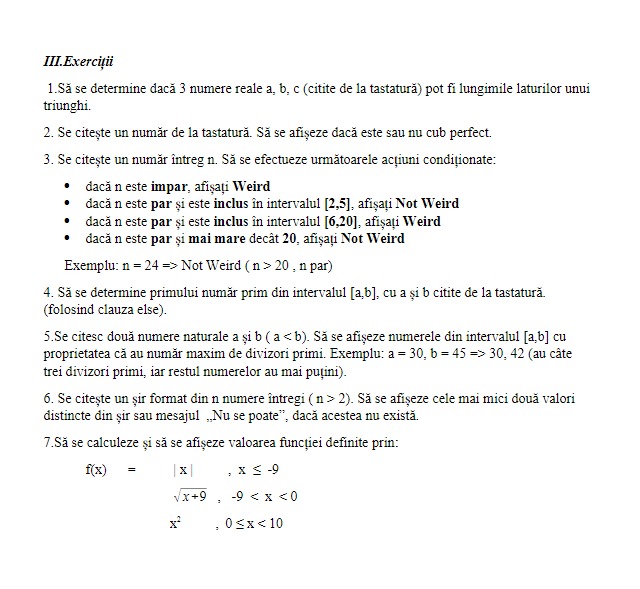 III.Exerciții
1.Să se determine dacă 3 numere reale a, b, c (citite de la tastatură) pot fi lungimile laturilor unui
triunghi.
2. Se citește un număr de la tastatură. Să se afișeze dacă este sau nu cub perfect.
3. Se citește un număr întreg n. Să se efectueze următoarele acțiuni condiționate:
• dacă n este impar, afișați Weird
• dacă n este par și este inclus în intervalul [2,5], afișați Not Weird
• dacă n este par și este inclus în intervalul [6,20], afișați Weird
• dacă n este par și mai mare decât 20, afișați Not Weird
Exemplu: n = 24 => Not Weird ( n > 20 , n par)
4. Să se determine primului număr prim din intervalul [a,b], cu a și b citite de la tastatură.
(folosind clauza else).
5.Se citesc două numere naturale a și b ( a < b). Să se afișeze numerele din intervalul [a,b] cu
proprietatea că au număr maxim de divizori primi. Exemplu: a = 30, b = 45 => 30, 42 (au câte
trei divizori primi, iar restul numerelor au mai puțini).
6. Se citește un șir format din n numere întregi ( n > 2). Să se afișeze cele mai mici două valori
distincte din șir sau mesajul „Nu se poate”, dacă acestea nu există.
7.Să se calculeze și să se afișeze valoarea funcției definite prin:
f(x) = | x | , x ≤ -9
√x+9 , -9 < x < 0
x² , 0 ≤ x < 10